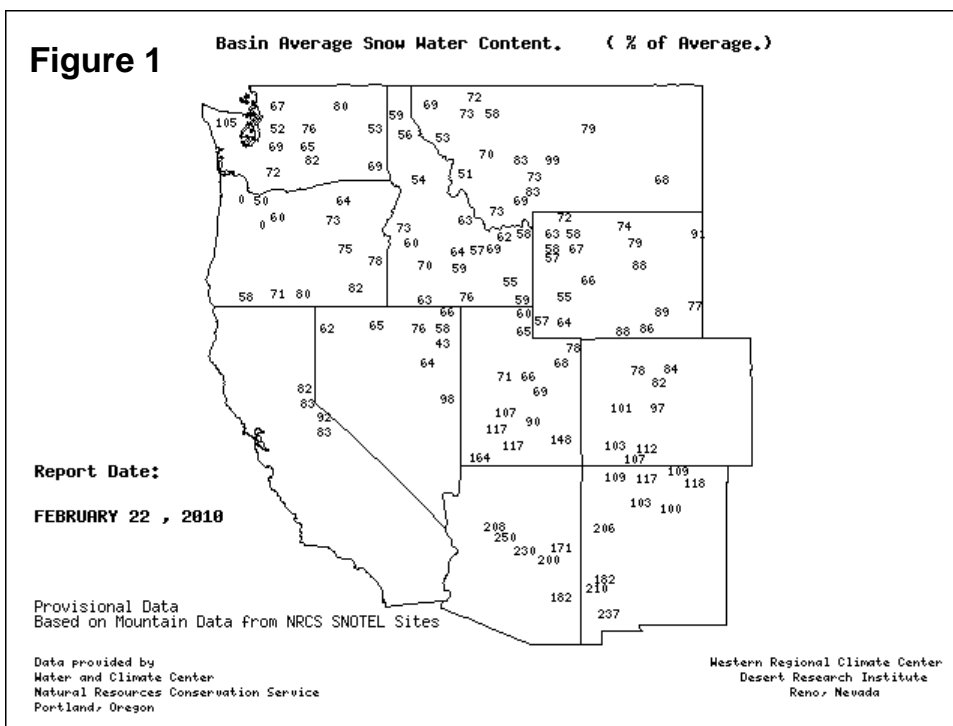 Basin Average Snow Water Content. ( % of Average.)
Figure 1
67 80 59 69 72
105 73 58
52 76 53 56 53 79
69 65
82 70 83 99
72 69 54 51 73 68
0 50 64 83
69
0 60 73 73 63 73 72 74 91
60 62 58 63 58 79
75 64 57 69 58 67
78 70 59 57 88
82 55 66
58 71 80 63 76 59 55 77
66 60 57 64 89
62 65 76 58 65 88 86
43 78
64 68 78 84
71 66 82
82 98 69
83 107 101 97
92 90
83 117
117 148 103 112
164 107
Report Date: 109 117 109
118
FEBRUARY 22 , 2010 103 100
208 206
250
230 171
200
182
182 210
237
Provisional Data
Based on Mountain Data from NRCS SNOTEL Sites
Data provided by
Water and Climate Center
Natural Resources Conservation Service
Portland, Oregon
Western Regional Climate Center
Desert Research Institute
Reno, Nevada